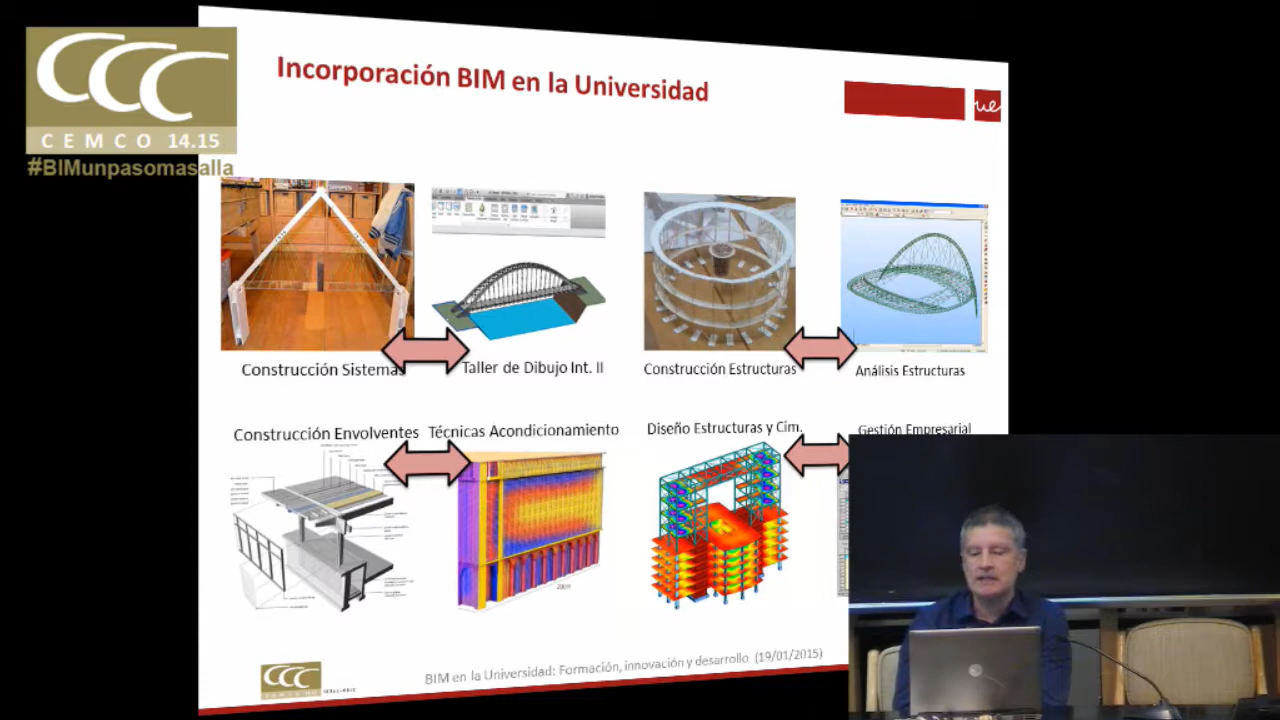 CCC
CEMCO 14.15
#BIMunpasomasalla
Incorporación BIM en la Universidad
ue
Construcción Sistemas
Taller de Dibujo Int. II
Construcción Estructuras
Análisis Estructuras
Construcción Envolventes
Técnicas Acondicionamiento
Diseño Estructuras y Cim.
Gestión Empresarial
CCC
BIM en la Universidad: Formación, innovación y desarrollo (19/01/2015)